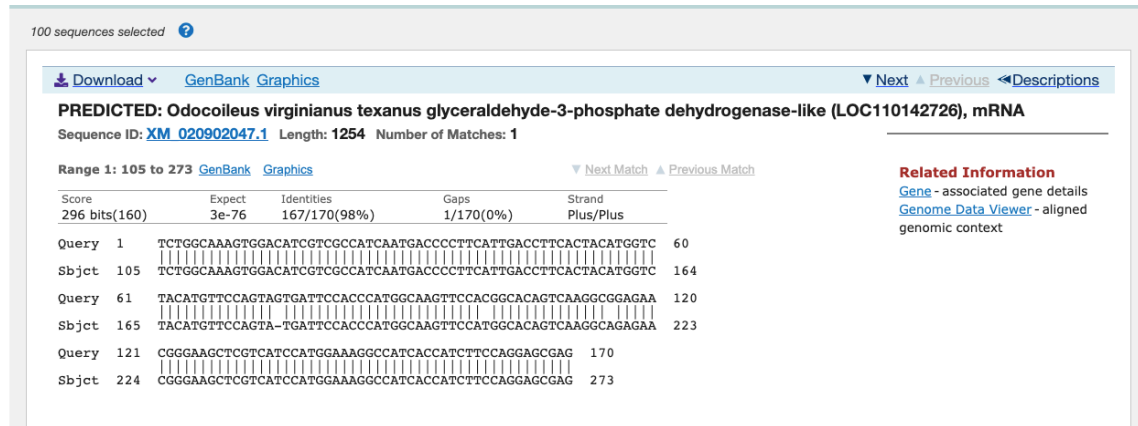 100 sequences selected ?
Download GenBank Graphics Next Previous Descriptions
PREDICTED: Odocoileus virginianus texanus glyceraldehyde-3-phosphate dehydrogenase-like (LOC110142726), mRNA
Sequence ID: XM_020902047.1 Length: 1254 Number of Matches: 1
Range 1: 105 to 273 GenBank Graphics Next Match Previous Match
Score Expect Identities Gaps Strand
296 bits(160) 3e-76 167/170(98%) 1/170(0%) Plus/Plus
Query 1 TCTGGCAAAGTGGACATCGTCGCCATCAATGACCCCTTCATTGACCTTCACTACATGGTC 60
Sbjct 105 TCTGGCAAAGTGGACATCGTCGCCATCAATGACCCCTTCATTGACCTTCACTACATGGTC 164
Query 61 TACATGTTCCAGTAGTGATTCCACCCATGGCAAGTTCCACGGCACAGTCAAGGCGGAGAA 120
Sbjct 165 TACATGTTCCAGTA-TGATTCCACCCATGGCAAGTTCCATGGCACAGTCAAGGCAGAGAA 223
Query 121 CGGGAAGCTCGTCATCCATGGAAAGGCCATCACCATCTTCCAGGAGCGAG 170
Sbjct 224 CGGGAAGCTCGTCATCCATGGAAAGGCCATCACCATCTTCCAGGAGCGAG 273
Related Information
Gene - associated gene details
Genome Data Viewer - aligned
genomic context